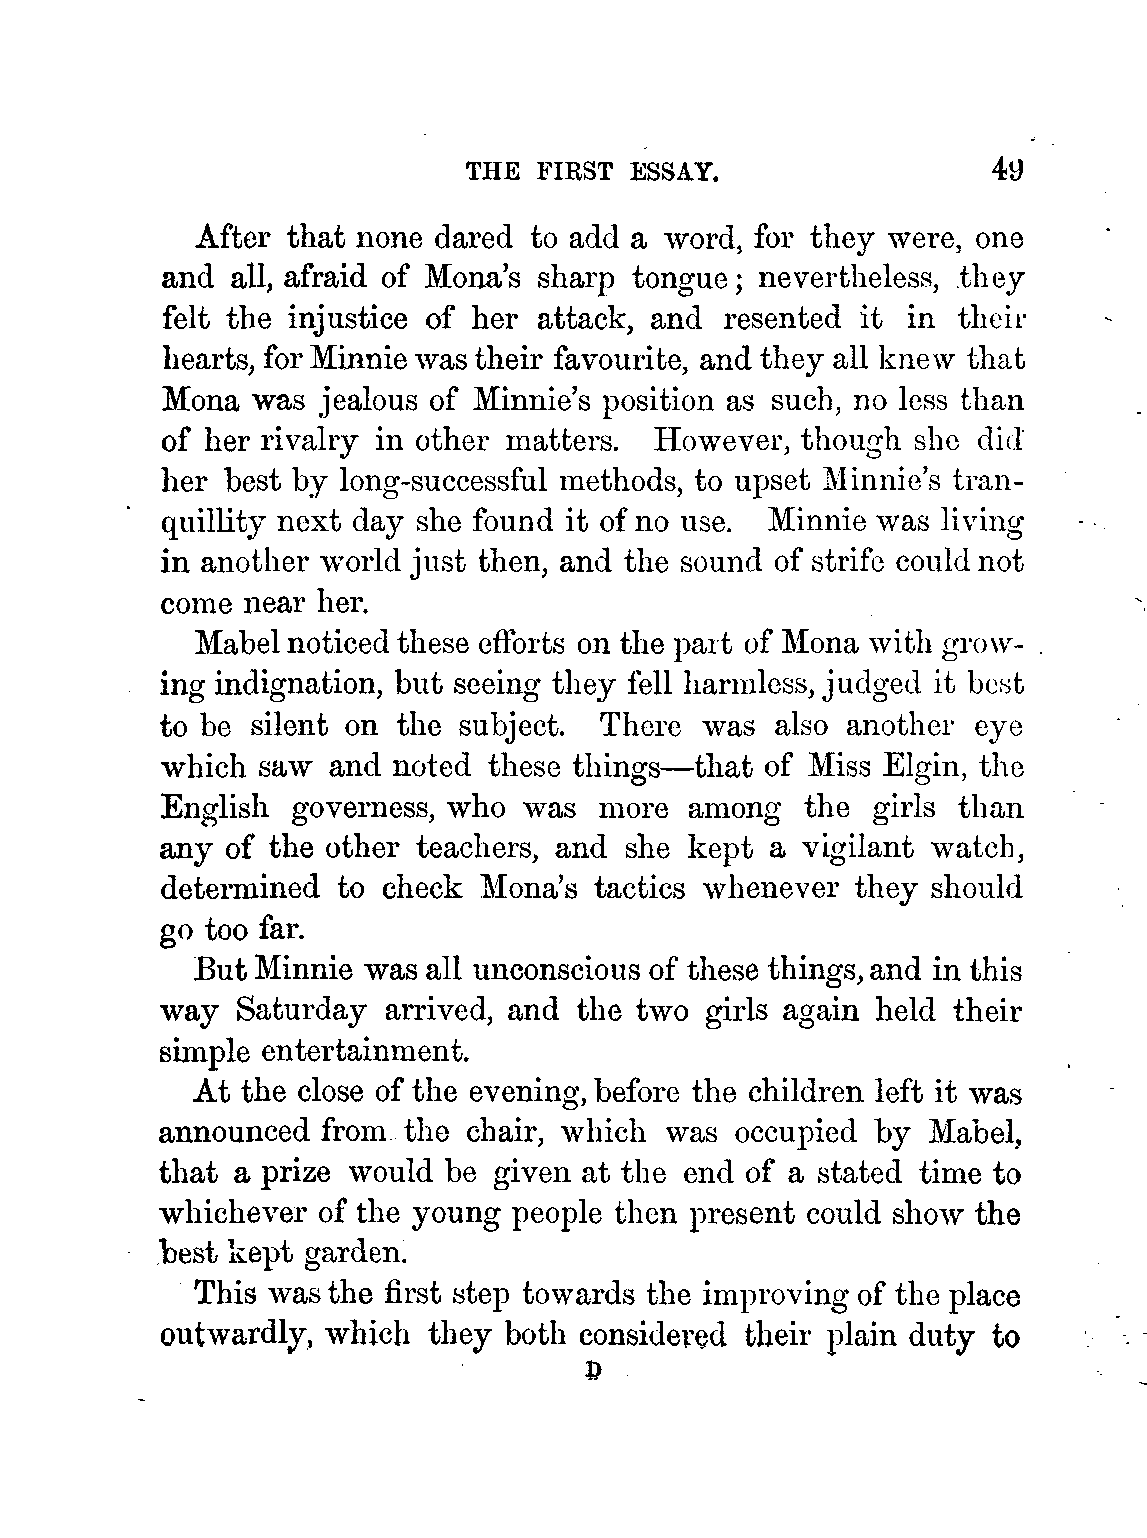 THE FIRST ESSAY. 49
After that none dared to add a word, for they were, one
and all, afraid of Mona's sharp tongue; nevertheless, they
felt the injustice of her attack, and resented it in their
hearts, for Minnie was their favourite, and they all knew that
Mona was jealous of Minnie's position as such, no less than
of her rivalry in other matters. However, though she did
her best by long-successful methods, to upset Minnie's tran-
quillity next day she found it of no use. Minnie was living
in another world just then, and the sound of strife could not
come near her.
Mabel noticed these efforts on the part of Mona with grow-
ing indignation, but seeing they fell harmless, judged it best
to be silent on the subject. There was also another eye
which saw and noted these things—that of Miss Elgin, the
English governess, who was more among the girls than
any of the other teachers, and she kept a vigilant watch,
determined to check Mona's tactics whenever they should
go too far.
But Minnie was all unconscious of these things, and in this
way Saturday arrived, and the two girls again held their
simple entertainment.
At the close of the evening, before the children left it was
announced from the chair, which was occupied by Mabel,
that a prize would be given at the end of a stated time to
whichever of the young people then present could show the
best kept garden.
This was the first step towards the improving of the place
outwardly, which they both considered their plain duty to
D